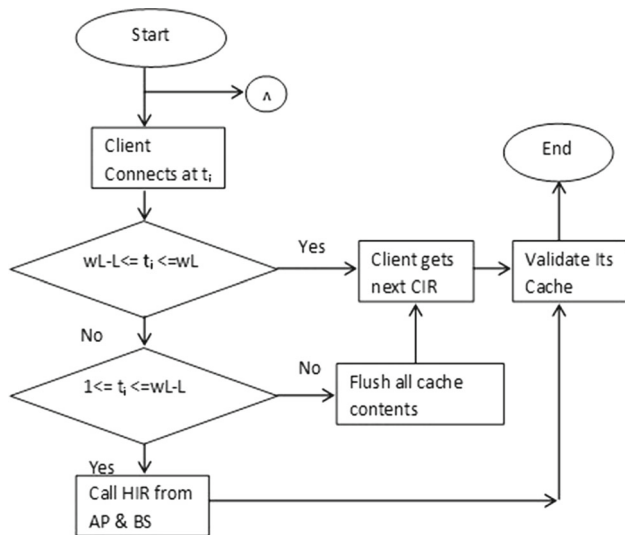 Start
A
Client
Connects at ti
End
wL-L<= ti <=wL
Yes
Client gets
next CIR
Validate Its
Cache
No
1<= ti <=wL-L
No
Flush all cache
contents
Yes
Call HIR from
AP & BS